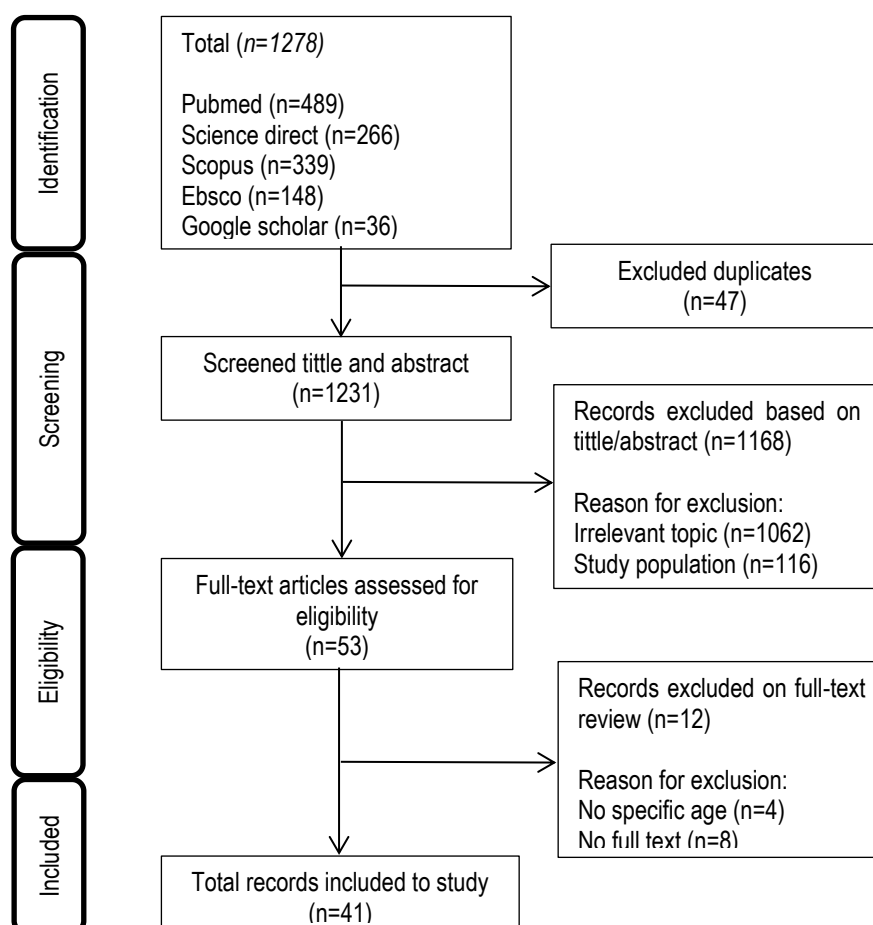 Identification
Total (n=1278)
Pubmed (n=489)
Science direct (n=266)
Scopus (n=339)
Ebsco (n=148)
Google scholar (n=36)
Screening
Excluded duplicates
(n=47)
Screened tittle and abstract
(n=1231)
Records excluded based on
tittle/abstract (n=1168)
Reason for exclusion:
Irrelevant topic (n=1062)
Study population (n=116)
Eligibility
Full-text articles assessed for
eligibility
(n=53)
Records excluded on full-text
review (n=12)
Reason for exclusion:
No specific age (n=4)
No full text (n=8)
Included
Total records included to study
(n=41)